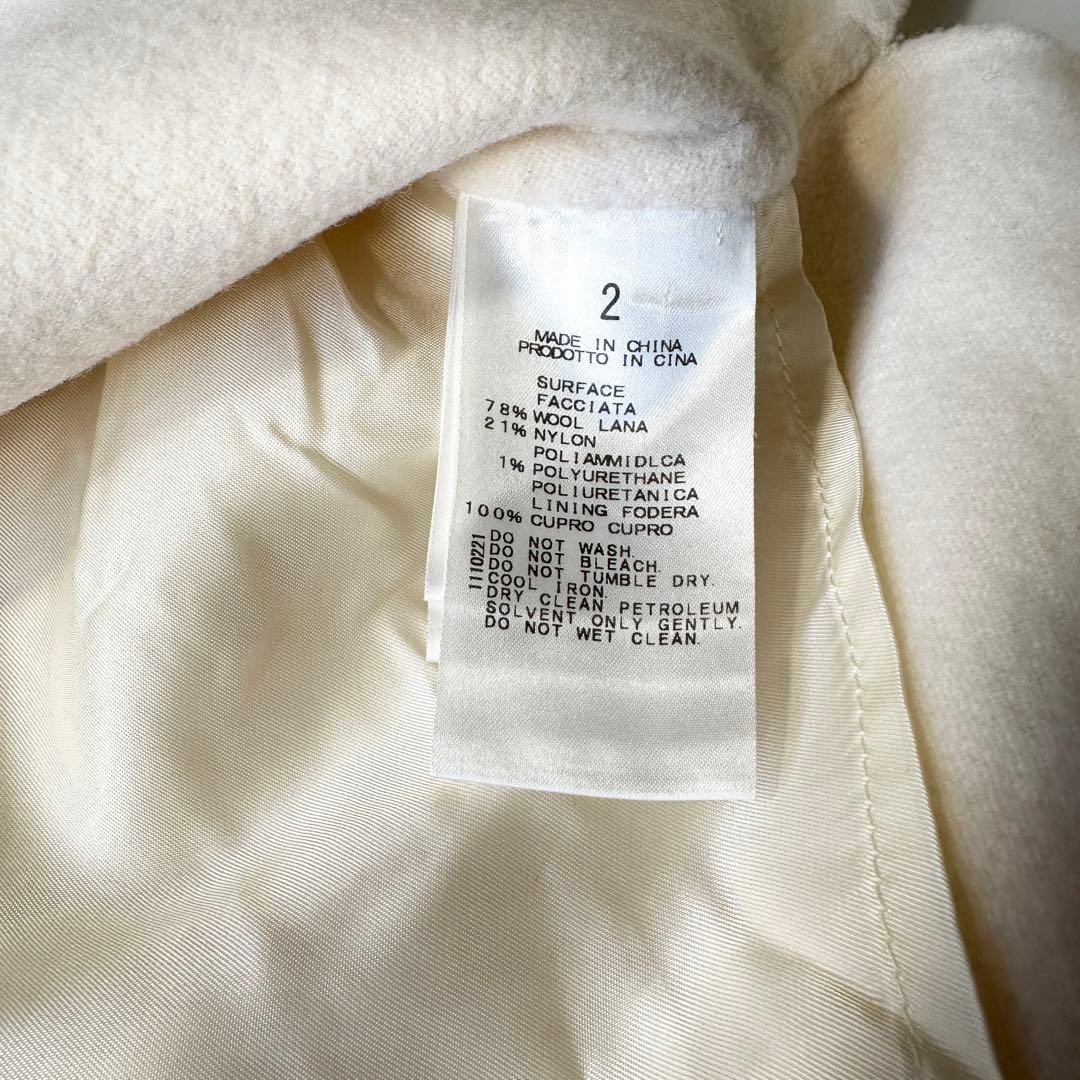 2
MADE IN CHINA
PRODOTTO IN CINA
SURFACE
FACCIATA
78% WOOL LANA
21% NYLON
POLIAMMIDLCA
1% POLYURETHANE
POLIURETANICA
LINING FODERA
100% CUPRO CUPRO
1110221
DO NOT WASH.
DO NOT BLEACH.
DO NOT TUMBLE DRY.
COOL IRON.
DRY CLEAN PETROLEUM
SOLVENT ONLY GENTLY.
DO NOT WET CLEAN.